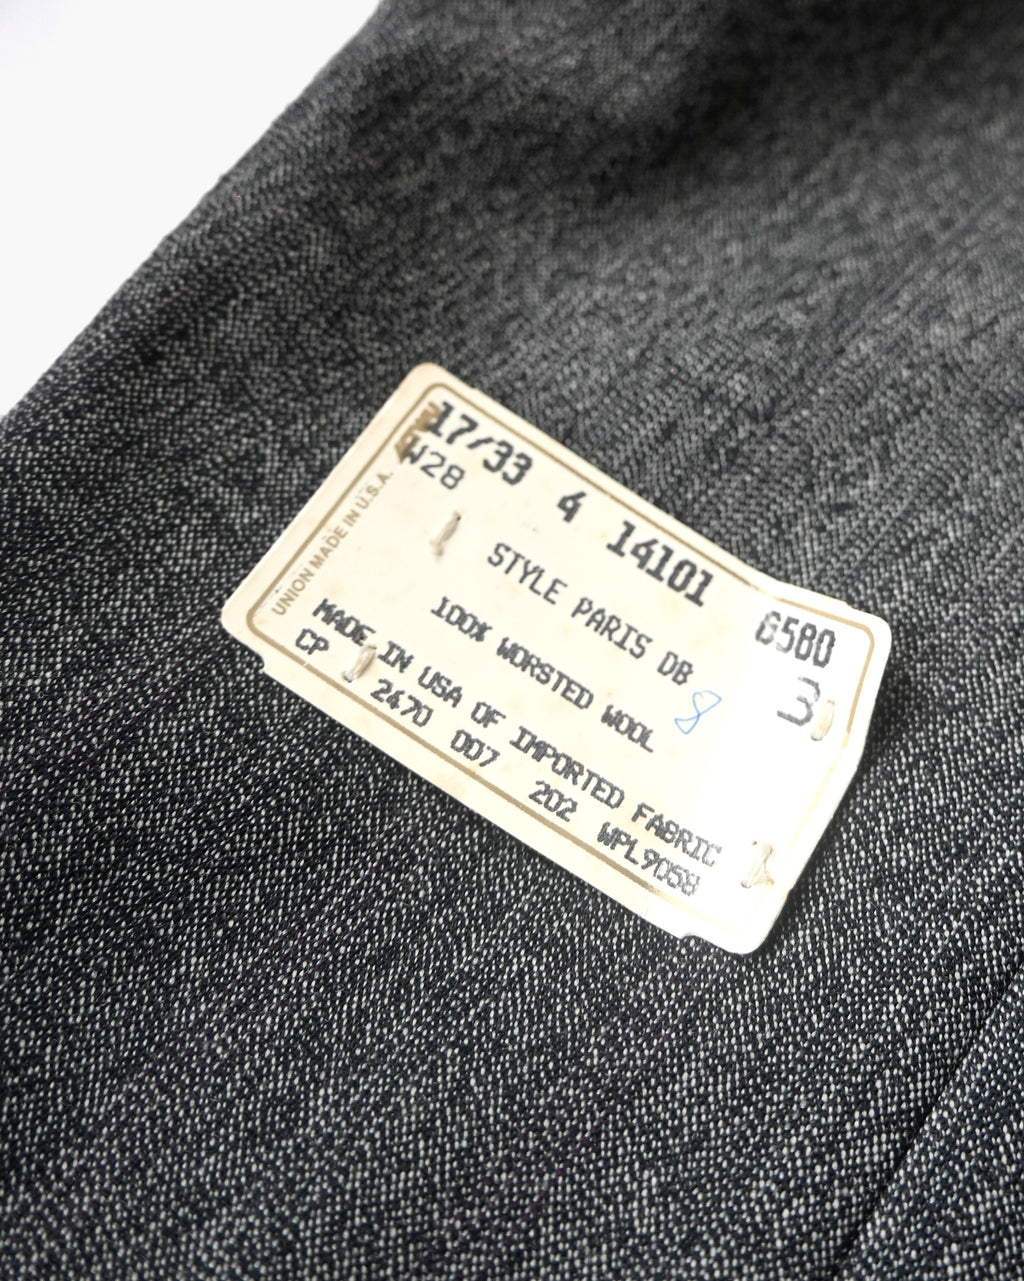 17/33 4 14101 6580
W28
3
STYLE PARIS DB
100% WORSTED WOOL
8
MADE IN USA OF IMPORTED FABRIC
CP 2470 007 202 WPL9058
UNION MADE IN U.S.A.